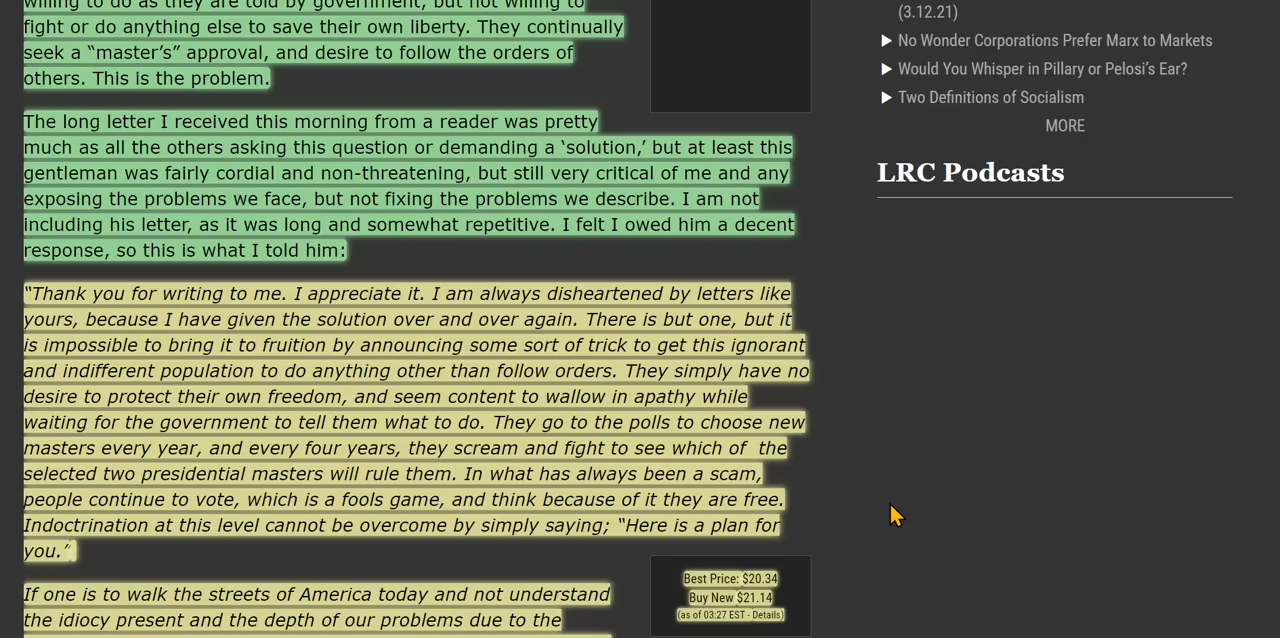 willing to do as they are told by government, but not willing to
fight or do anything else to save their own liberty. They continually
seek a “master’s” approval, and desire to follow the orders of
others. This is the problem.
The long letter I received this morning from a reader was pretty
much as all the others asking this question or demanding a ‘solution,’ but at least this
gentleman was fairly cordial and non-threatening, but still very critical of me and any
exposing the problems we face, but not fixing the problems we describe. I am not
including his letter, as it was long and somewhat repetitive. I felt I owed him a decent
response, so this is what I told him:
“Thank you for writing to me. I appreciate it. I am always disheartened by letters like
yours, because I have given the solution over and over again. There is but one, but it
is impossible to bring it to fruition by announcing some sort of trick to get this ignorant
and indifferent population to do anything other than follow orders. They simply have no
desire to protect their own freedom, and seem content to wallow in apathy while
waiting for the government to tell them what to do. They go to the polls to choose new
masters every year, and every four years, they scream and fight to see which of  the
selected two presidential masters will rule them. In what has always been a scam,
people continue to vote, which is a fools game, and think because of it they are free.
Indoctrination at this level cannot be overcome by simply saying; “Here is a plan for
you.”
If one is to walk the streets of America today and not understand
the idiocy present and the depth of our problems due to the
Best Price: $20.34
Buy New $21.14
(as of 03:27 EST - Details)
(3.12.21)
No Wonder Corporations Prefer Marx to Markets
Would You Whisper in Pillary or Pelosi’s Ear?
Two Definitions of Socialism
MORE
LRC Podcasts